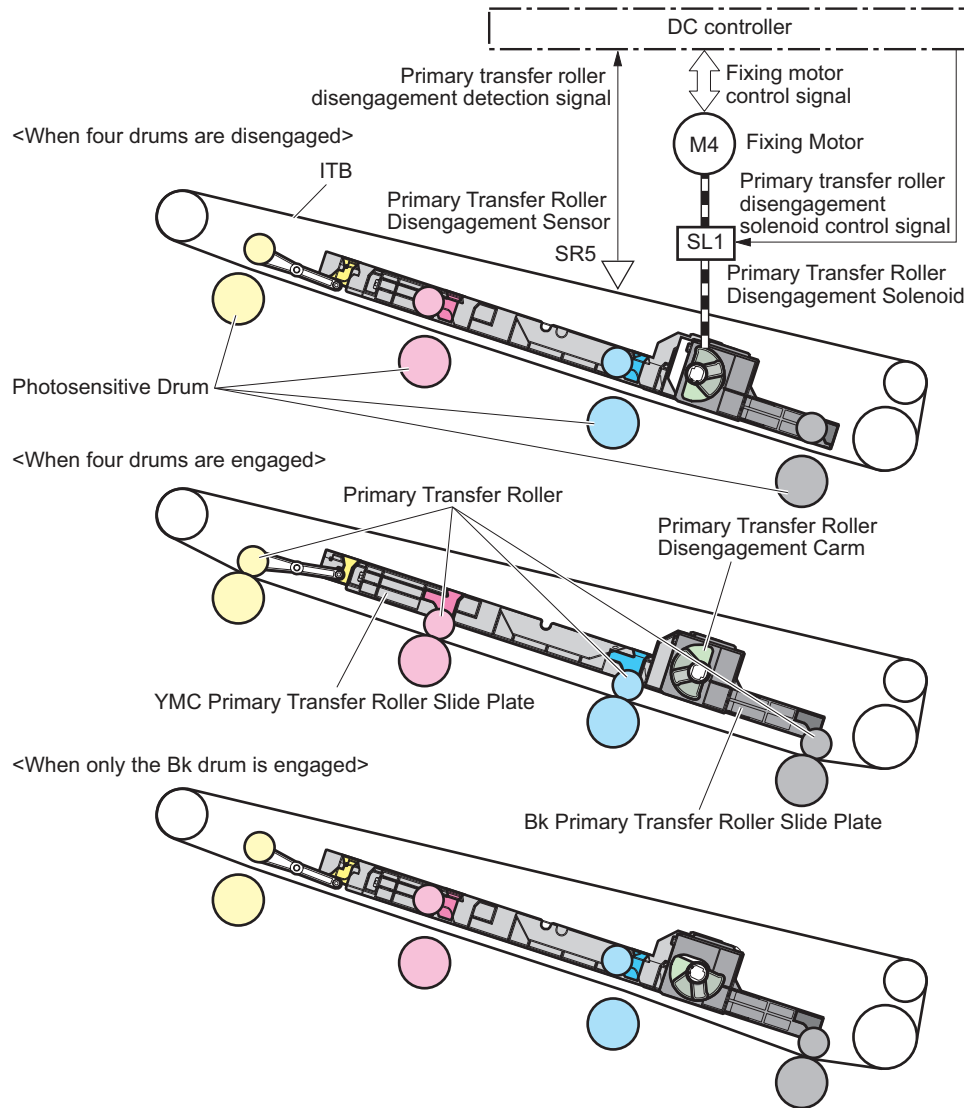 DC controller
Primary transfer roller
disengagement detection signal
Fixing motor
control signal
<When four drums are disengaged>
M4
Fixing Motor
ITB
Primary Transfer Roller
Disengagement Sensor
Primary transfer roller
disengagement
solenoid control signal
SR5
SL1
Primary Transfer Roller
Disengagement Solenoid
Photosensitive Drum
<When four drums are engaged>
Primary Transfer Roller
Primary Transfer Roller
Disengagement Carm
YMC Primary Transfer Roller Slide Plate
<When only the Bk drum is engaged>
Bk Primary Transfer Roller Slide Plate